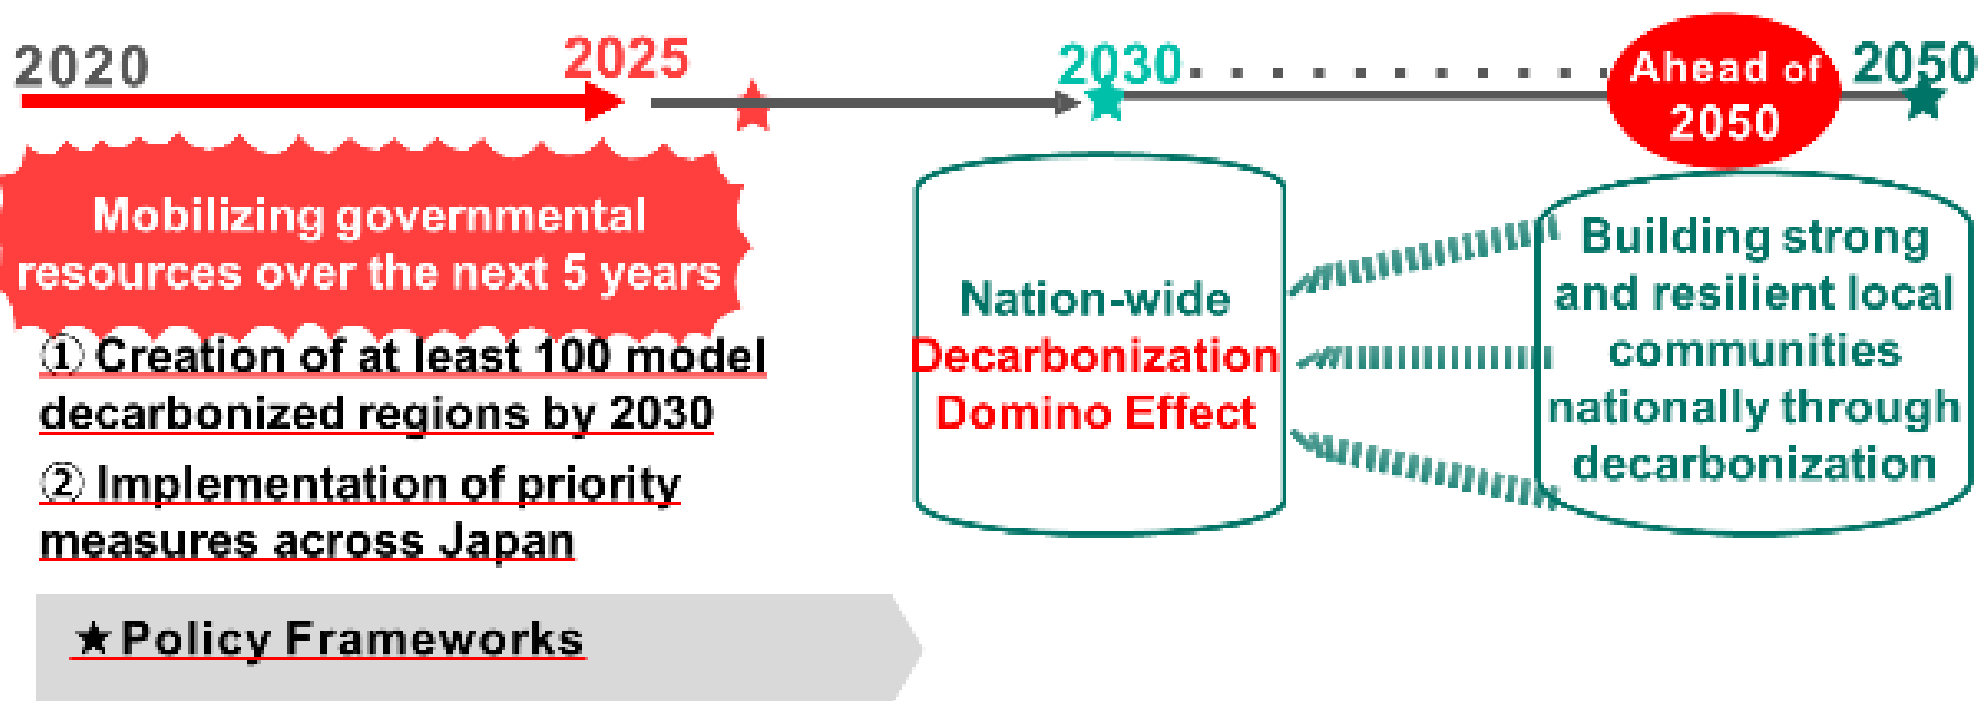 2020
2025
2030
Ahead of
2050
2050
Mobilizing governmental
resources over the next 5 years
① Creation of at least 100 model
decarbonized regions by 2030
② Implementation of priority
measures across Japan
★Policy Frameworks
Nation-wide
Decarbonization
Domino Effect
Building strong
and resilient local
communities
nationally through
decarbonization